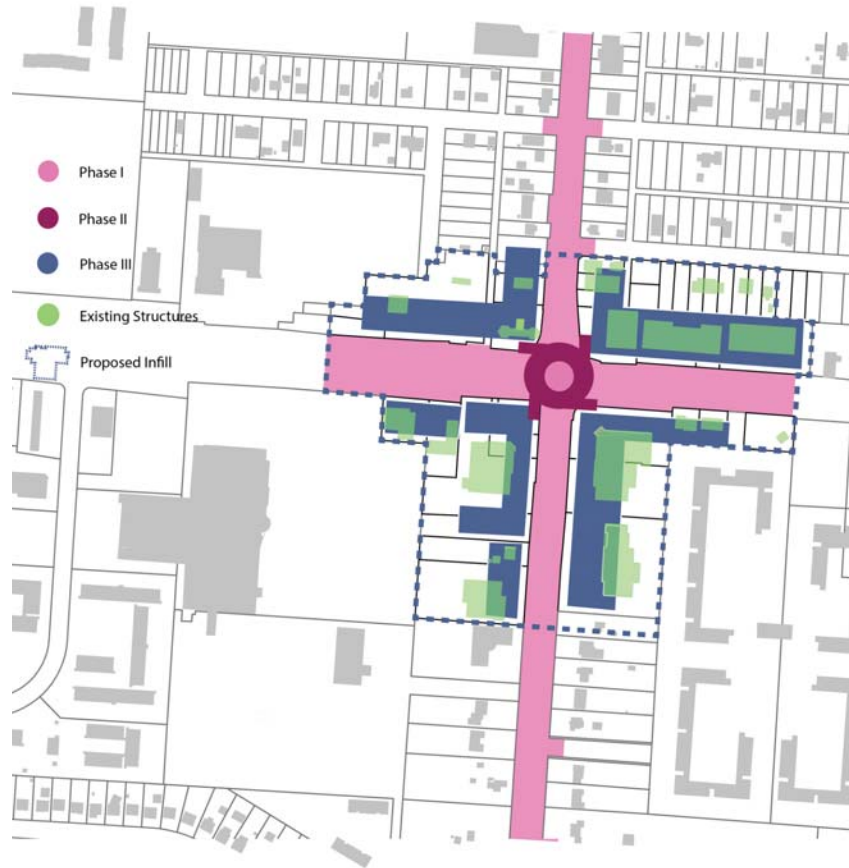 Phase I
Phase II
Phase III
Existing Structures
Proposed Infill